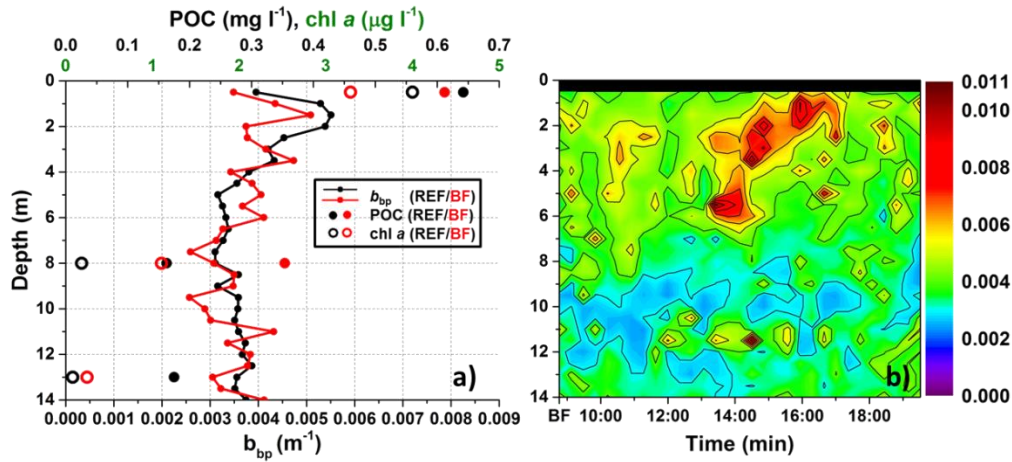 POC (mg l⁻¹), chl a (μg l⁻¹)
0.0 0.1 0.2 0.3 0.4 0.5 0.6 0.7
0 1 2 3 4 5
Depth (m)
0
2
4
6
8
10
12
14
b_bp (REF/BF)
POC (REF/BF)
chl a (REF/BF)
a)
0.000 0.001 0.002 0.003 0.004 0.005 0.006 0.007 0.008 0.009
b_bp (m⁻¹)
0
2
4
6
8
10
12
14
b)
BF 10:00 12:00 14:00 16:00 18:00
Time (min)
0.011
0.010
0.008
0.006
0.004
0.003
0.001
0.000